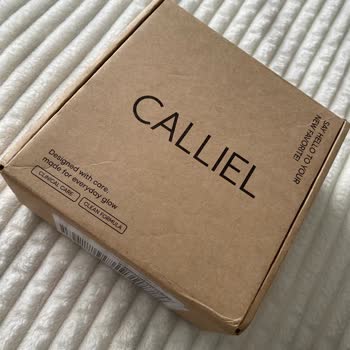 SAY HELLO TO YOUR
NEW FAVORITE!
CALLIEL
Designed with care,
made for everyday glow
CLINICAL CARE
CLEAN FORMULA